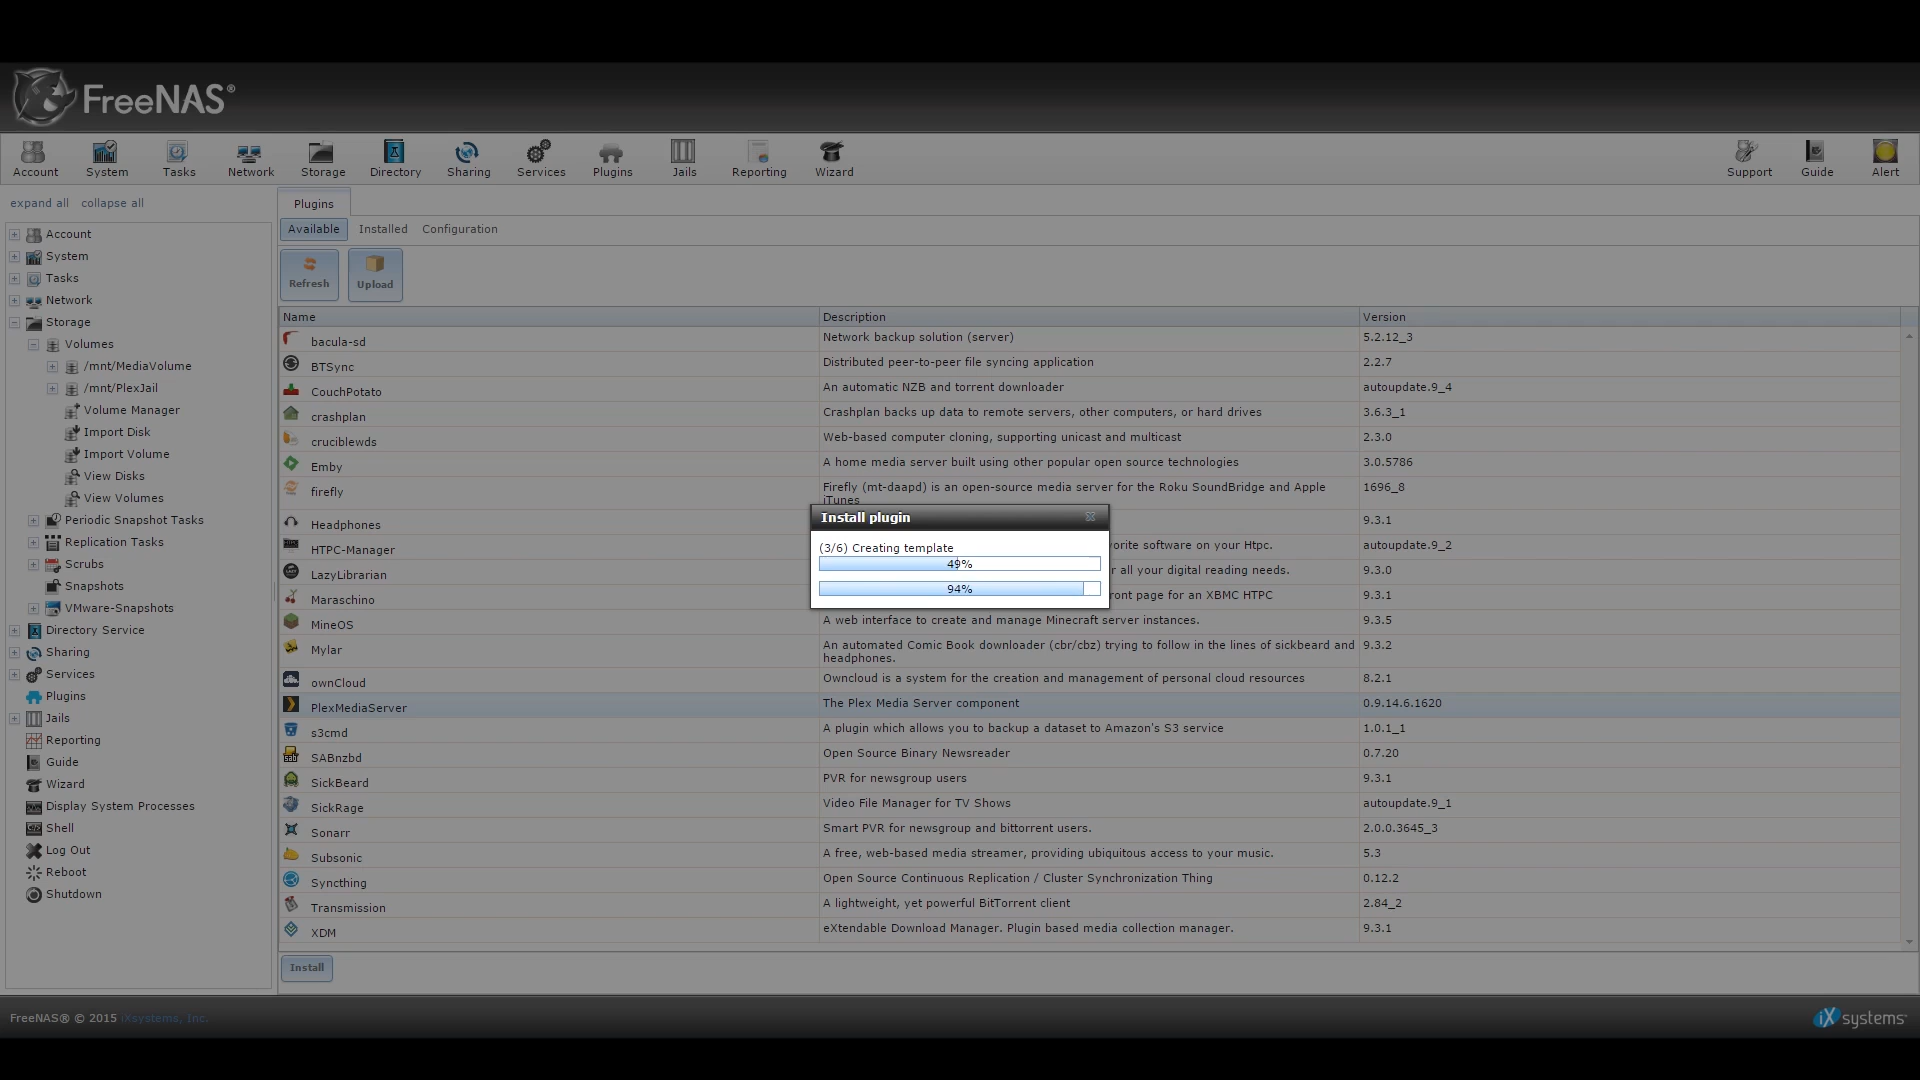 FreeNAS®
Account System Tasks Network Storage Directory Sharing Services Plugins Jails Reporting Wizard Support Guide Alert
expand all collapse all
Account
System
Tasks
Network
Storage
Volumes
/mnt/MediaVolume
/mnt/PlexJail
Volume Manager
Import Disk
Import Volume
View Disks
View Volumes
Periodic Snapshot Tasks
Replication Tasks
Scrubs
Snapshots
VMware-Snapshots
Directory Service
Sharing
Services
Plugins
Jails
Reporting
Guide
Wizard
Display System Processes
Shell
Log Out
Reboot
Shutdown
Plugins
Available Installed Configuration
Refresh Upload
Name Description Version
bacula-sd Network backup solution (server) 5.2.12_3
BTSync Distributed peer-to-peer file syncing application 2.2.7
CouchPotato An automatic NZB and torrent downloader autoupdate.9_4
crashplan Crashplan backs up data to remote servers, other computers, or hard drives 3.6.3_1
cruciblewds Web-based computer cloning, supporting unicast and multicast 2.3.0
Emby A home media server built using other popular open source technologies 3.0.5786
firefly Firefly (mt-daapd) is an open-source media server for the Roku SoundBridge and Apple 1696_8
iTunes
Headphones 9.3.1
HTPC-Manager vorite software on your Htpc. autoupdate.9_2
LazyLibrarian r all your digital reading needs. 9.3.0
Maraschino ront page for an XBMC HTPC 9.3.1
MineOS A web interface to create and manage Minecraft server instances. 9.3.5
Mylar An automated Comic Book downloader (cbr/cbz) trying to follow in the lines of sickbeard and 9.3.2
headphones.
ownCloud Owncloud is a system for the creation and management of personal cloud resources 8.2.1
PlexMediaServer The Plex Media Server component 0.9.14.6.1620
s3cmd A plugin which allows you to backup a dataset to Amazon's S3 service 1.0.1_1
SABnzbd Open Source Binary Newsreader 0.7.20
SickBeard PVR for newsgroup users 9.3.1
SickRage Video File Manager for TV Shows autoupdate.9_1
Sonarr Smart PVR for newsgroup and bittorrent users. 2.0.0.3645_3
Subsonic A free, web-based media streamer, providing ubiquitous access to your music. 5.3
Syncthing Open Source Continuous Replication / Cluster Synchronization Thing 0.12.2
Transmission A lightweight, yet powerful BitTorrent client 2.84_2
XDM eXtendable Download Manager. Plugin based media collection manager. 9.3.1
Install
Install plugin
(3/6) Creating template
49%
94%
FreeNAS® © 2015 iXsystems, Inc.
iXsystems